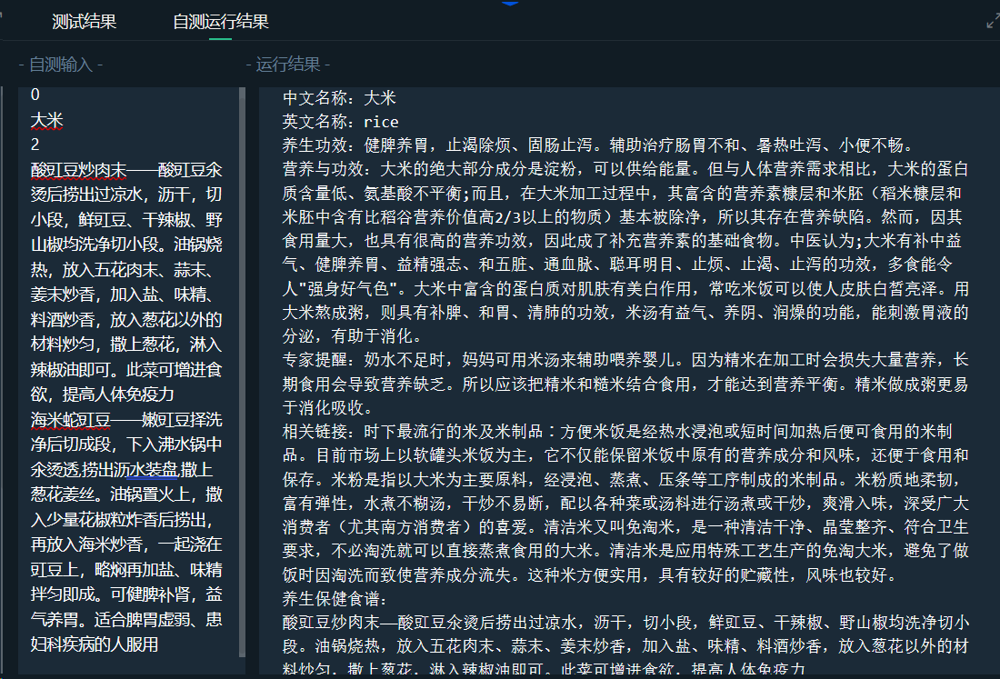 测试结果
自测运行结果
- 自测输入 -
- 运行结果 -
0
大米
2
酸豇豆炒肉末——酸豇豆汆
烫后捞出过凉水，沥干，切
小段，鲜豇豆、干辣椒、野
山椒均洗净切小段。油锅烧
热，放入五花肉末、蒜末、
姜末炒香，加入盐、味精、
料酒炒香，放入葱花以外的
材料炒匀，撒上葱花，淋入
辣椒油即可。此菜可增进食
欲，提高人体免疫力
海米蛇豇豆——嫩豇豆择洗
净后切成段，下入沸水锅中
汆烫透,捞出沥水装盘,撒上
葱花姜丝。油锅置火上，撒
入少量花椒粒炸香后捞出，
再放入海米炒香，一起浇在
豇豆上，略焖再加盐、味精
拌匀即成。可健脾补肾，益
气养胃。适合脾胃虚弱、患
妇科疾病的人服用
中文名称：大米
英文名称：rice
养生功效：健脾养胃，止渴除烦、固肠止泻。辅助治疗肠胃不和、暑热吐泻、小便不畅。
营养与功效：大米的绝大部分成分是淀粉，可以供给能量。但与人体营养需求相比，大米的蛋白
质含量低、氨基酸不平衡;而且，在大米加工过程中，其富含的营养素糠层和米胚（稻米糠层和
米胚中含有比稻谷营养价值高2/3以上的物质）基本被除净，所以其存在营养缺陷。然而，因其
食用量大，也具有很高的营养功效，因此成了补充营养素的基础食物。中医认为;大米有补中益
气、健脾养胃、益精强志、和五脏、通血脉、聪耳明目、止烦、止渴、止泻的功效，多食能令
人"强身好气色"。大米中富含的蛋白质对肌肤有美白作用，常吃米饭可以使人皮肤白皙亮泽。用
大米熬成粥，则具有补脾、和胃、清肺的功效，米汤有益气、养阴、润燥的功能，能刺激胃液的
分泌，有助于消化。
专家提醒：奶水不足时，妈妈可用米汤来辅助喂养婴儿。因为精米在加工时会损失大量营养，长
期食用会导致营养缺乏。所以应该把精米和糙米结合食用，才能达到营养平衡。精米做成粥更易
于消化吸收。
相关链接：时下最流行的米及米制品：方便米饭是经热水浸泡或短时间加热后便可食用的米制
品。目前市场上以软罐头米饭为主，它不仅能保留米饭中原有的营养成分和风味，还便于食用和
保存。米粉是指以大米为主要原料，经浸泡、蒸煮、压条等工序制成的米制品。米粉质地柔韧，
富有弹性，水煮不糊汤，干炒不易断，配以各种菜或汤料进行汤煮或干炒，爽滑入味，深受广大
消费者（尤其南方消费者）的喜爱。清洁米又叫免淘米，是一种清洁干净、晶莹整齐、符合卫生
要求，不必淘洗就可以直接蒸煮食用的大米。清洁米是应用特殊工艺生产的免淘大米，避免了做
饭时因淘洗而致使营养成分流失。这种米方便实用，具有较好的贮藏性，风味也较好。
养生保健食谱：
酸豇豆炒肉末——酸豇豆汆烫后捞出过凉水，沥干，切小段，鲜豇豆、干辣椒、野山椒均洗净切小
段。油锅烧热，放入五花肉末、蒜末、姜末炒香，加入盐、味精、料酒炒香，放入葱花以外的材
料炒匀，撒上葱花，淋入辣椒油即可。此菜可增进食欲，提高人体免疫力